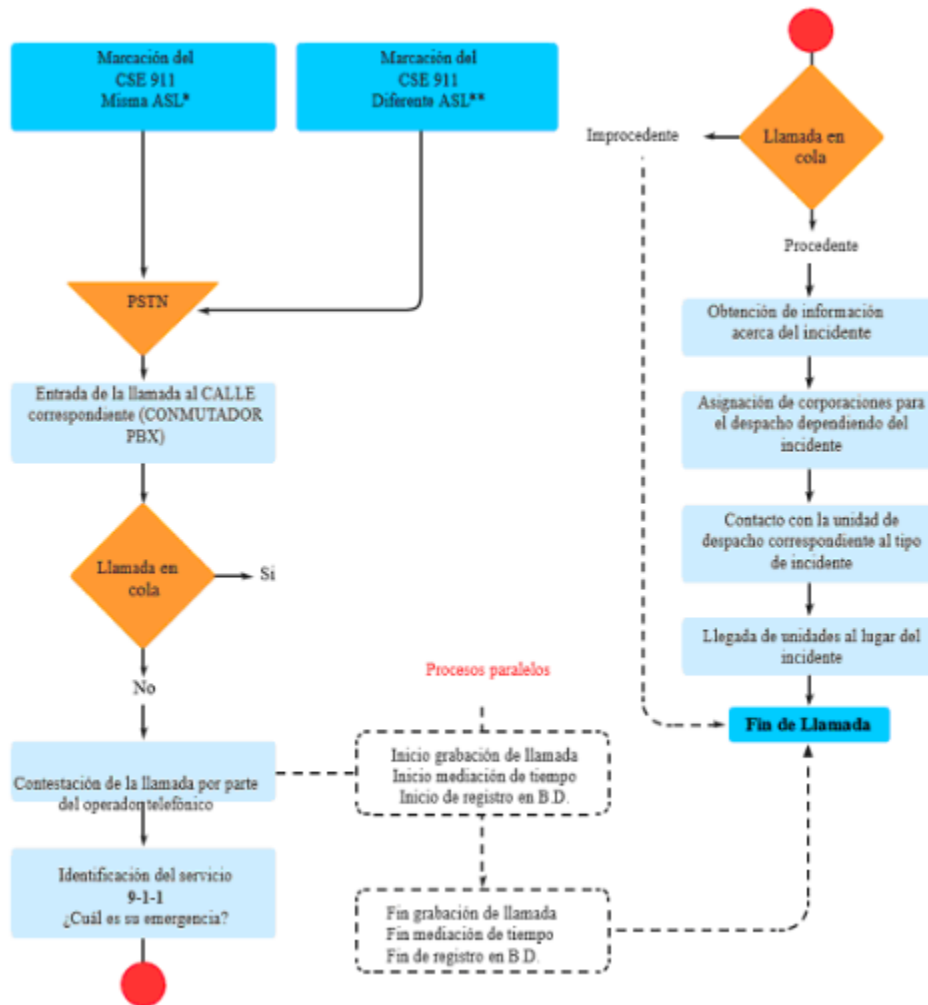 Marcación del
CSE 911
Misma ASL*
Marcación del
CSE 911
Diferente ASL**
PSTN
Entrada de la llamada al CALLE
correspondiente (CONMUTADOR
PBX)
Llamada en
cola
Si
No
Contestación de la llamada por parte
del operador telefónico
Identificación del servicio
9-1-1
¿Cuál es su emergencia?
Procesos paralelos
Inicio grabación de llamada
Inicio mediación de tiempo
Inicio de registro en B.D.
Fin grabación de llamada
Fin mediación de tiempo
Fin de registro en B.D.
Llamada en
cola
Improcedente
Procedente
Obtención de información
acerca del incidente
Asignación de corporaciones para
el despacho dependiendo del
incidente
Contacto con la unidad de
despacho correspondiente al tipo
de incidente
Llegada de unidades al lugar del
incidente
Fin de Llamada